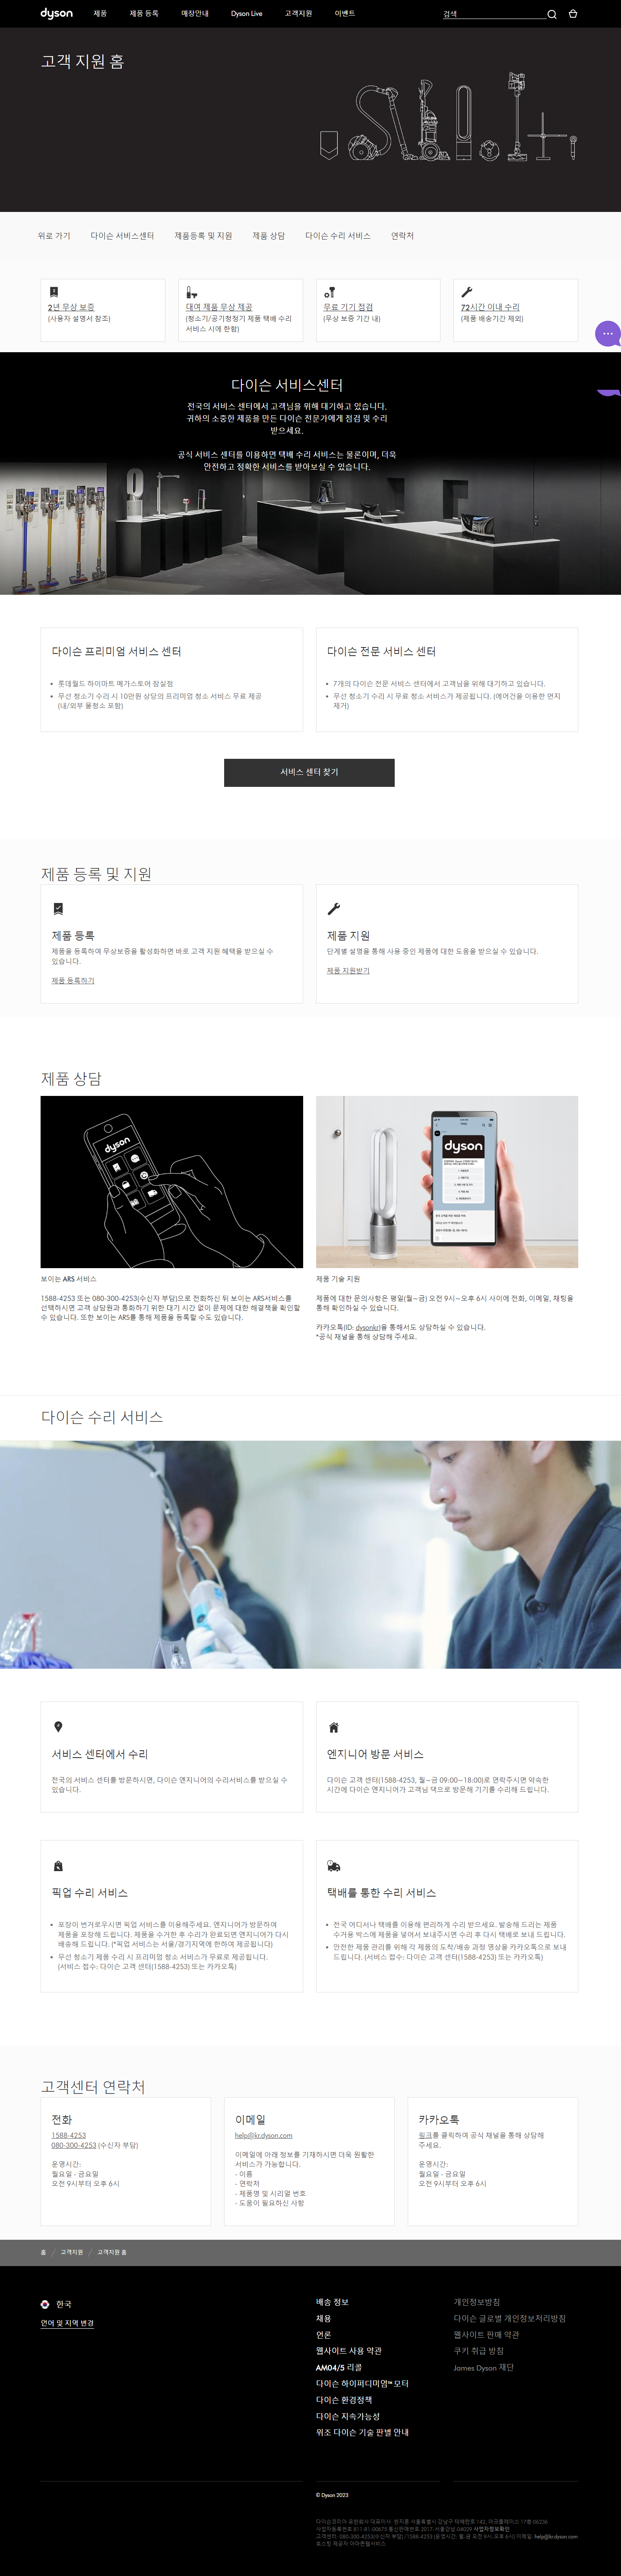 dyson 제품 제품 등록 매장안내 Dyson Live 고객지원 이벤트 검색
고객 지원 홈
위로 가기 다이슨 서비스센터 제품등록 및 지원 제품 상담 다이슨 수리 서비스 연락처
2년 무상 보증
(사용자 설명서 참조)
대여 제품 무상 제공
(청소기/공기청정기 제품 택배 수리
서비스 시에 한함)
무료 기기 점검
(무상 보증 기간 내)
72시간 이내 수리
(제품 배송기간 제외)
다이슨 서비스센터
전국의 서비스 센터에서 고객님을 위해 대기하고 있습니다.
귀하의 소중한 제품을 만든 다이슨 전문가에게 점검 및 수리
받으세요.
공식 서비스 센터를 이용하면 택배 수리 서비스는 물론이며, 더욱
안전하고 정확한 서비스를 받아보실 수 있습니다.
다이슨 프리미엄 서비스 센터
롯데월드 하이마트 메가스토어 잠실점
무선 청소기 수리 시 10만원 상당의 프리미엄 청소 서비스 무료 제공
(내/외부 물청소 포함)
다이슨 전문 서비스 센터
7개의 다이슨 전문 서비스 센터에서 고객님을 위해 대기하고 있습니다.
무선 청소기 수리 시 무료 청소 서비스가 제공됩니다. (에어건을 이용한 먼지
제거)
서비스 센터 찾기
제품 등록 및 지원
제품 등록
제품을 등록하여 무상보증을 활성화하면 바로 고객 지원 혜택을 받으실 수
있습니다.
제품 등록하기
제품 지원
단계별 설명을 통해 사용 중인 제품에 대한 도움을 받으실 수 있습니다.
제품 지원받기
제품 상담
dyson
dyson
보이는 ARS 서비스
1588-4253 또는 080-300-4253(수신자 부담)으로 전화하신 뒤 보이는 ARS서비스를
선택하시면 고객 상담원과 통화하기 위한 대기 시간 없이 문제에 대한 해결책을 확인할
수 있습니다. 또한 보이는 ARS를 통해 제품을 등록할 수도 있습니다.
제품 기술 지원
제품에 대한 문의사항은 평일(월~금) 오전 9시~오후 6시 사이에 전화, 이메일, 채팅을
통해 확인하실 수 있습니다.
카카오톡(ID: dysonkr)을 통해서도 상담하실 수 있습니다.
*공식 채널을 통해 상담해 주세요.
다이슨 수리 서비스
서비스 센터에서 수리
전국의 서비스 센터를 방문하시면, 다이슨 엔지니어의 수리서비스를 받으실 수
있습니다.
엔지니어 방문 서비스
다이슨 고객 센터(1588-4253, 월~금 09:00~18:00)로 연락주시면 약속한
시간에 다이슨 엔지니어가 고객님 댁으로 방문해 기기를 수리해 드립니다.
픽업 수리 서비스
포장이 번거로우시면 픽업 서비스를 이용해주세요. 엔지니어가 방문하여
제품을 포장해 드립니다. 제품을 수거한 후 수리가 완료되면 엔지니어가 다시
배송해 드립니다. (*픽업 서비스는 서울/경기지역에 한하여 제공됩니다)
무선 청소기 제품 수리 시 프리미엄 청소 서비스가 무료로 제공됩니다.
(서비스 접수: 다이슨 고객 센터(1588-4253) 또는 카카오톡)
택배를 통한 수리 서비스
전국 어디서나 택배를 이용해 편리하게 수리 받으세요. 발송해 드리는 제품
수거용 박스에 제품을 넣어서 보내주시면 수리 후 다시 택배로 보내 드립니다.
안전한 제품 관리를 위해 각 제품의 도착/배송 과정 영상을 카카오톡으로 보내
드립니다. (서비스 접수: 다이슨 고객 센터(1588-4253) 또는 카카오톡)
고객센터 연락처
전화
1588-4253
080-300-4253 (수신자 부담)
운영시간:
월요일 - 금요일
오전 9시부터 오후 6시
이메일
help@kr.dyson.com
이메일에 아래 정보를 기재하시면 더욱 원활한
서비스가 가능합니다.
- 이름
- 연락처
- 제품명 및 시리얼 번호
- 도움이 필요하신 사항
카카오톡
링크를 클릭하여 공식 채널을 통해 상담해
주세요.
운영시간:
월요일 - 금요일
오전 9시부터 오후 6시
홈 / 고객지원 / 고객지원 홈
한국
언어 및 지역 변경
배송 정보
채용
언론
웹사이트 사용 약관
AM04/5 리콜
다이슨 하이퍼디미엄™ 모터
다이슨 환경정책
다이슨 지속가능성
위조 다이슨 기술 판별 안내
개인정보방침
다이슨 글로벌 개인정보처리방침
웹사이트 판매 약관
쿠키 취급 방침
James Dyson 재단
© Dyson 2023
고객센터: 080-300-4253(수신자 부담) /1588-4253 (운영시간: 월-금 오전 9시-오후 6시) 이메일: help@kr.dyson.com
호스팅 제공자 아마존웹서비스